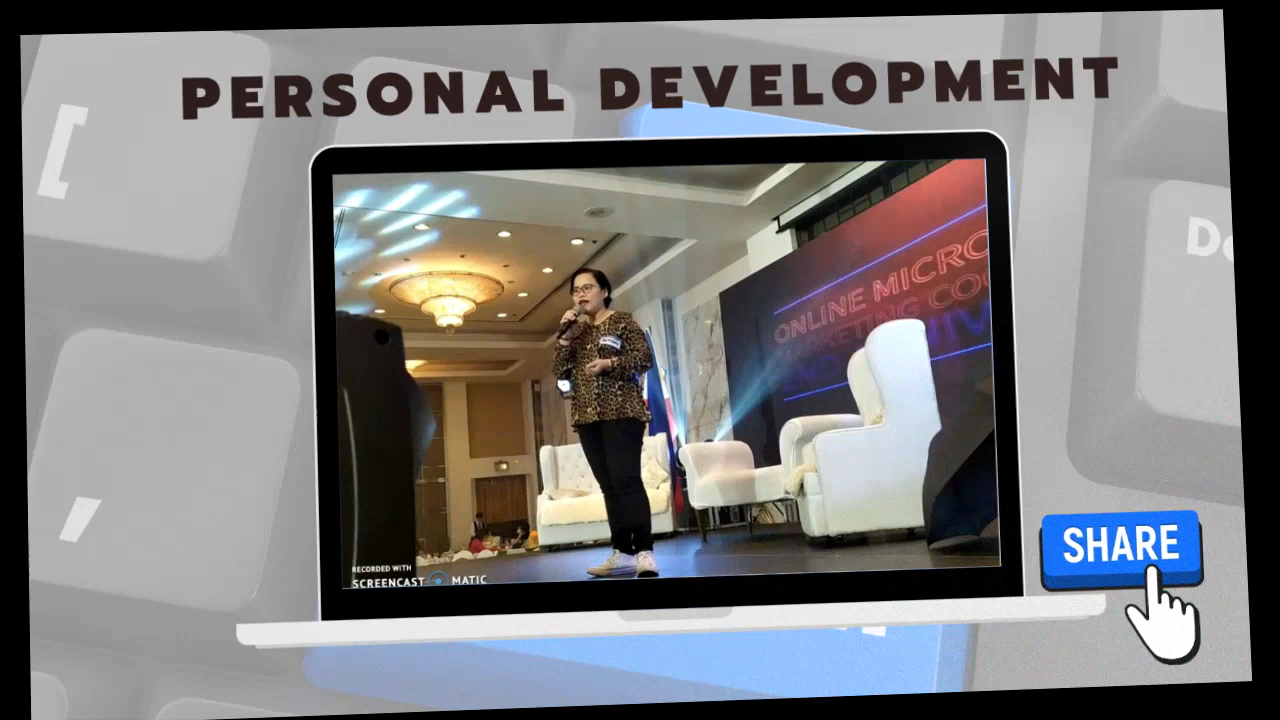 PERSONAL DEVELOPMENT
[
ONLINE MICRO
RECORDED WITH
SCREENCAST MATIC
SHARE
,